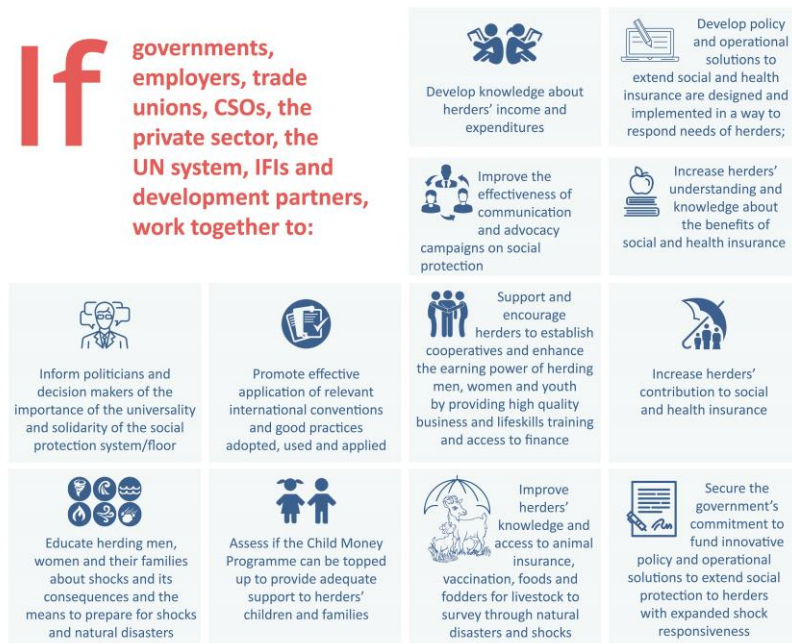 If
governments,
employers, trade
unions, CSOs, the
private sector, the
UN system, IFIs and
development partners,
work together to:
Develop knowledge about
herders' income and
expenditures
Develop policy
and operational
solutions to
extend social and health
insurance are designed and
implemented in a way to
respond needs of herders;
Improve the
effectiveness of
communication
and advocacy
campaigns on social
protection
Increase herders'
understanding and
knowledge about
the benefits of
social and health insurance
Inform politicians and
decision makers of the
importance of the universality
and solidarity of the social
protection system/floor
Promote effective
application of relevant
international conventions
and good practices
adopted, used and applied
Support and
encourage
herders to establish
cooperatives and enhance
the earning power of herding
men, women and youth
by providing high quality
business and lifeskills training
and access to finance
Increase herders'
contribution to social
and health insurance
Educate herding men,
women and their families
about shocks and its
consequences and the
means to prepare for shocks
and natural disasters
Assess if the Child Money
Programme can be topped
up to provide adequate
support to herders'
children and families
Improve
herders'
knowledge and
access to animal
insurance,
vaccination, foods and
fodders for livestock to
survey through natural
disasters and shocks
Secure the
government's
commitment to
fund innovative
policy and operational
solutions to extend social
protection to herders
with expanded shock
responsiveness